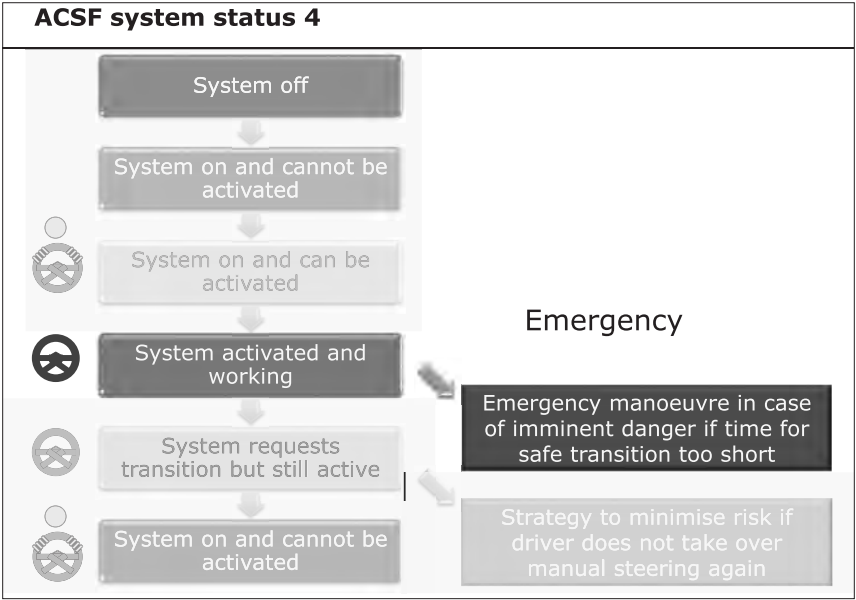 ACSF system status 4
System off
System on and cannot be
activated
System on and can be
activated
Emergency
System activated and
working
Emergency manoeuvre in case
of imminent danger if time for
safe transition too short
System requests
transition but still active
Strategy to minimise risk if
driver does not take over
manual steering again
System on and cannot be
activated